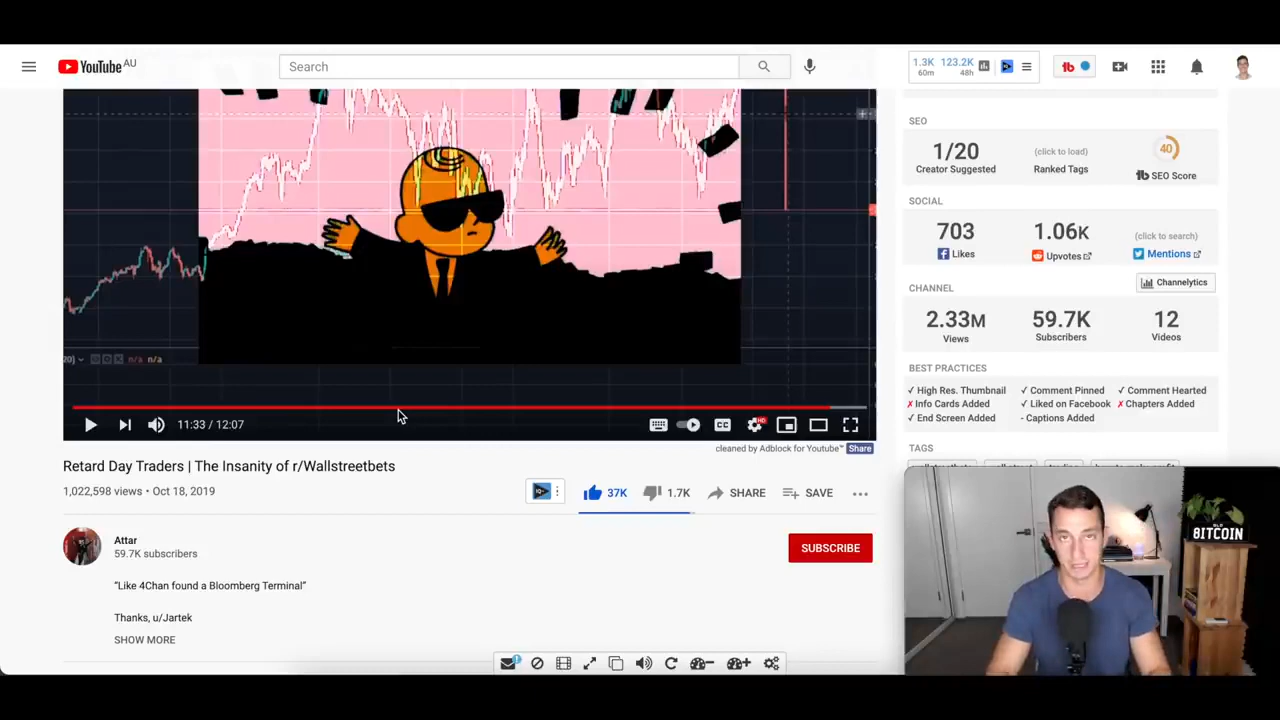 YouTube AU
Search
1.3K 123.2K
60m 48h
20) n/a n/a
11:33 / 12:07
CC
HD
cleaned by Adblock for Youtube™ Share
Retard Day Traders | The Insanity of r/Wallstreetbets
1,022,598 views • Oct 18, 2019
37K 1.7K SHARE SAVE
Attar
59.7K subscribers
SUBSCRIBE
“Like 4Chan found a Bloomberg Terminal”
Thanks, u/Jartek
SHOW MORE
SEO
1/20 (click to load) 40
Creator Suggested Ranked Tags tb SEO Score
SOCIAL
703 1.06K (click to search)
Likes Upvotes Mentions
CHANNEL Channelytics
2.33M 59.7K 12
Views Subscribers Videos
BEST PRACTICES
✓ High Res. Thumbnail ✓ Comment Pinned ✓ Comment Hearted
✗ Info Cards Added ✓ Liked on Facebook ✗ Chapters Added
✓ End Screen Added - Captions Added
TAGS
BITCOIN